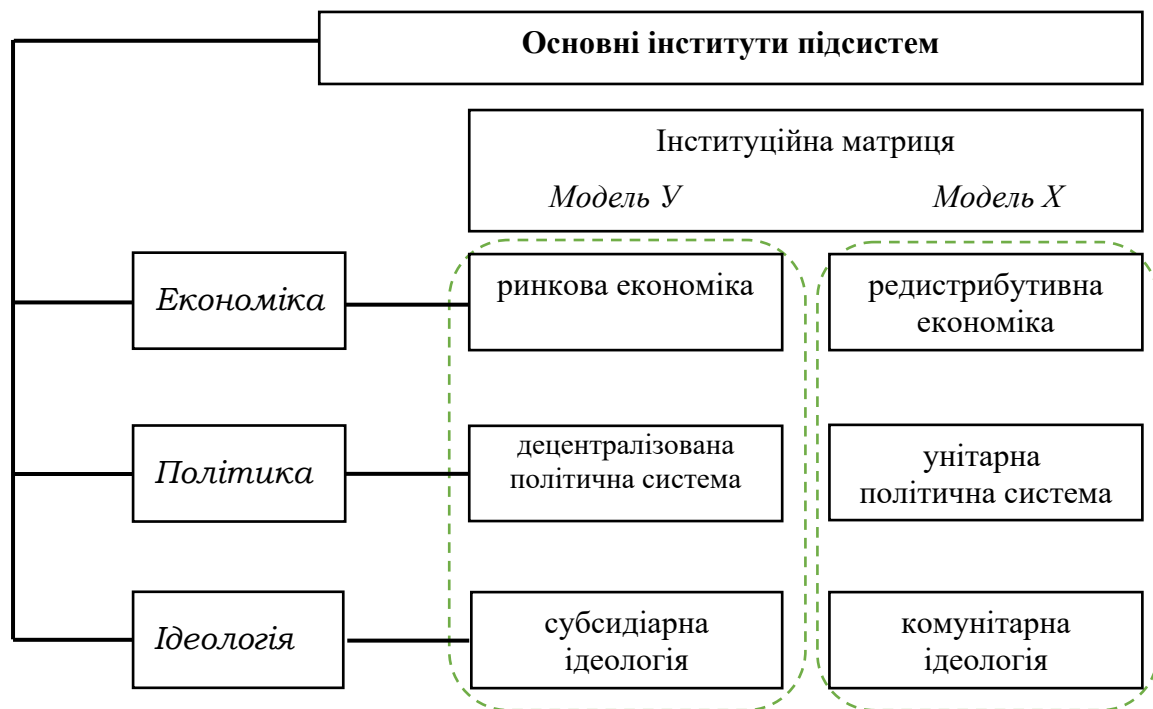 Основні інститути підсистем
Інституційна матриця
Модель У
Модель Х
Економіка
ринкова економіка
редистрибутивна
економіка
Політика
децентралізована
політична система
унітарна
політична система
Ідеологія
субсидіарна
ідеологія
комунітарна
ідеологія